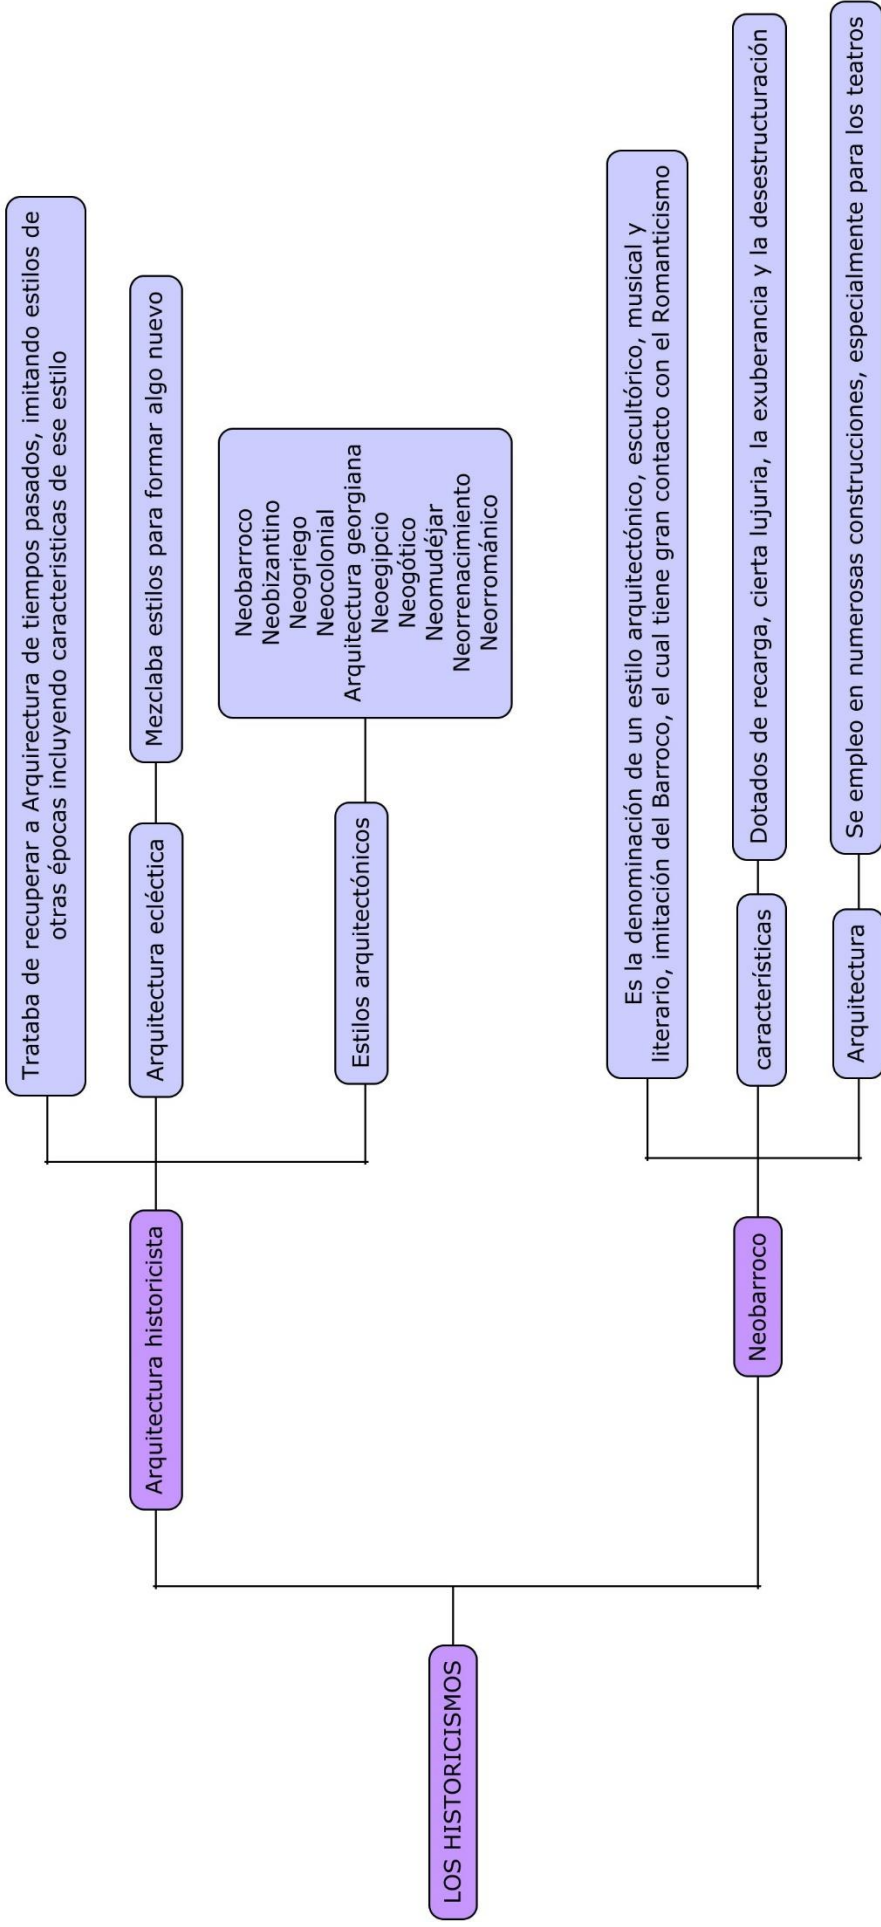 LOS HISTORICISMOS
Arquitectura historicista
Trataba de recuperar a Arquirectura de tiempos pasados, imitando estilos de
otras épocas incluyendo caracteristicas de ese estilo
Arquitectura ecléctica
Mezclaba estilos para formar algo nuevo
Estilos arquitectónicos
Neobarroco
Neobizantino
Neogriego
Neocolonial
Arquitectura georgiana
Neoegipcio
Neogótico
Neomudéjar
Neorrenacimiento
Neorrománico
Neobarroco
Es la denominación de un estilo arquitectónico, escultórico, musical y
literario, imitación del Barroco, el cual tiene gran contacto con el Romanticismo
características
Dotados de recarga, cierta lujuria, la exuberancia y la desestructuración
Arquitectura
Se empleo en numerosas construcciones, especialmente para los teatros